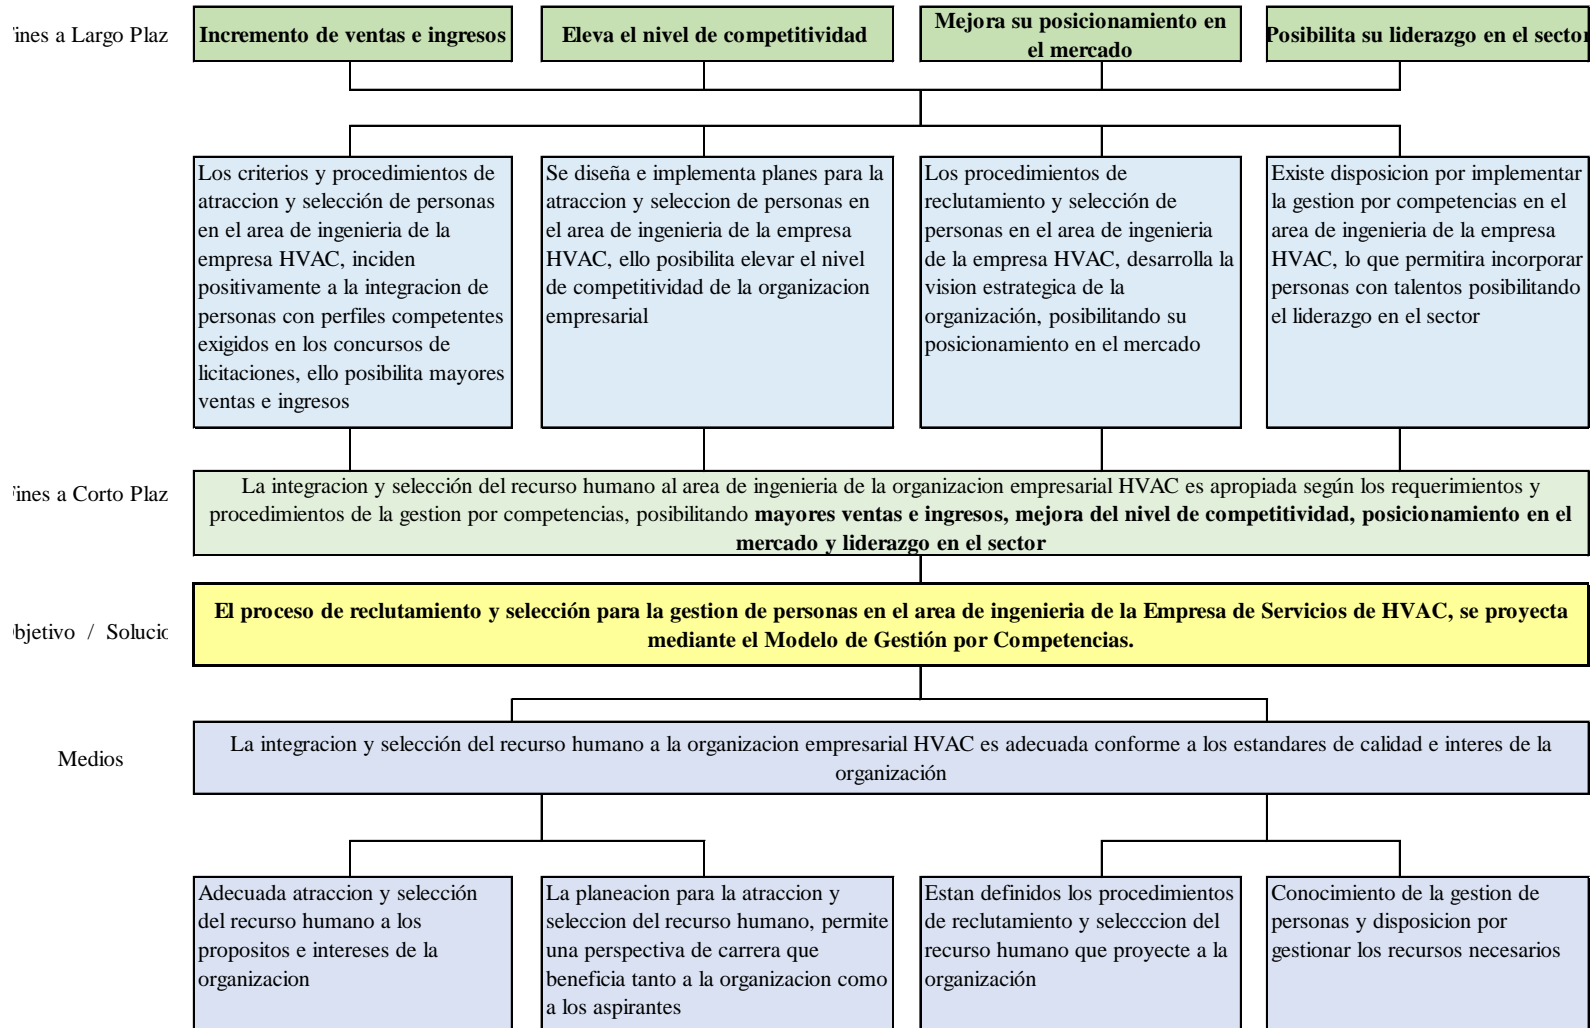 ines a Largo Plaz
Incremento de ventas e ingresos
Eleva el nivel de competitividad
Mejora su posicionamiento en
el mercado
Posibilita su liderazgo en el sector
Los criterios y procedimientos de
atraccion y selección de personas
en el area de ingenieria de la
empresa HVAC, inciden
positivamente a la integracion de
personas con perfiles competentes
exigidos en los concursos de
licitaciones, ello posibilita mayores
ventas e ingresos
Se diseña e implementa planes para la
atraccion y seleccion de personas en
el area de ingenieria de la empresa
HVAC, ello posibilita elevar el nivel
de competitividad de la organizacion
empresarial
Los procedimientos de
reclutamiento y selección de
personas en el area de ingenieria
de la empresa HVAC, desarrolla la
vision estrategica de la
organización, posibilitando su
posicionamiento en el mercado
Existe disposicion por implementar
la gestion por competencias en el
area de ingenieria de la empresa
HVAC, lo que permitira incorporar
personas con talentos posibilitando
el liderazgo en el sector
ines a Corto Plaz
La integracion y selección del recurso humano al area de ingenieria de la organizacion empresarial HVAC es apropiada según los requerimientos y
procedimientos de la gestion por competencias, posibilitando mayores ventas e ingresos, mejora del nivel de competitividad, posicionamiento en el
mercado y liderazgo en el sector
bjetivo / Solucio
El proceso de reclutamiento y selección para la gestion de personas en el area de ingenieria de la Empresa de Servicios de HVAC, se proyecta
mediante el Modelo de Gestión por Competencias.
Medios
La integracion y selección del recurso humano a la organizacion empresarial HVAC es adecuada conforme a los estandares de calidad e interes de la
organización
Adecuada atraccion y selección
del recurso humano a los
propositos e intereses de la
organizacion
La planeacion para la atraccion y
seleccion del recurso humano, permite
una perspectiva de carrera que
beneficia tanto a la organizacion como
a los aspirantes
Estan definidos los procedimientos
de reclutamiento y selecccion del
recurso humano que proyecte a la
organización
Conocimiento de la gestion de
personas y disposicion por
gestionar los recursos necesarios